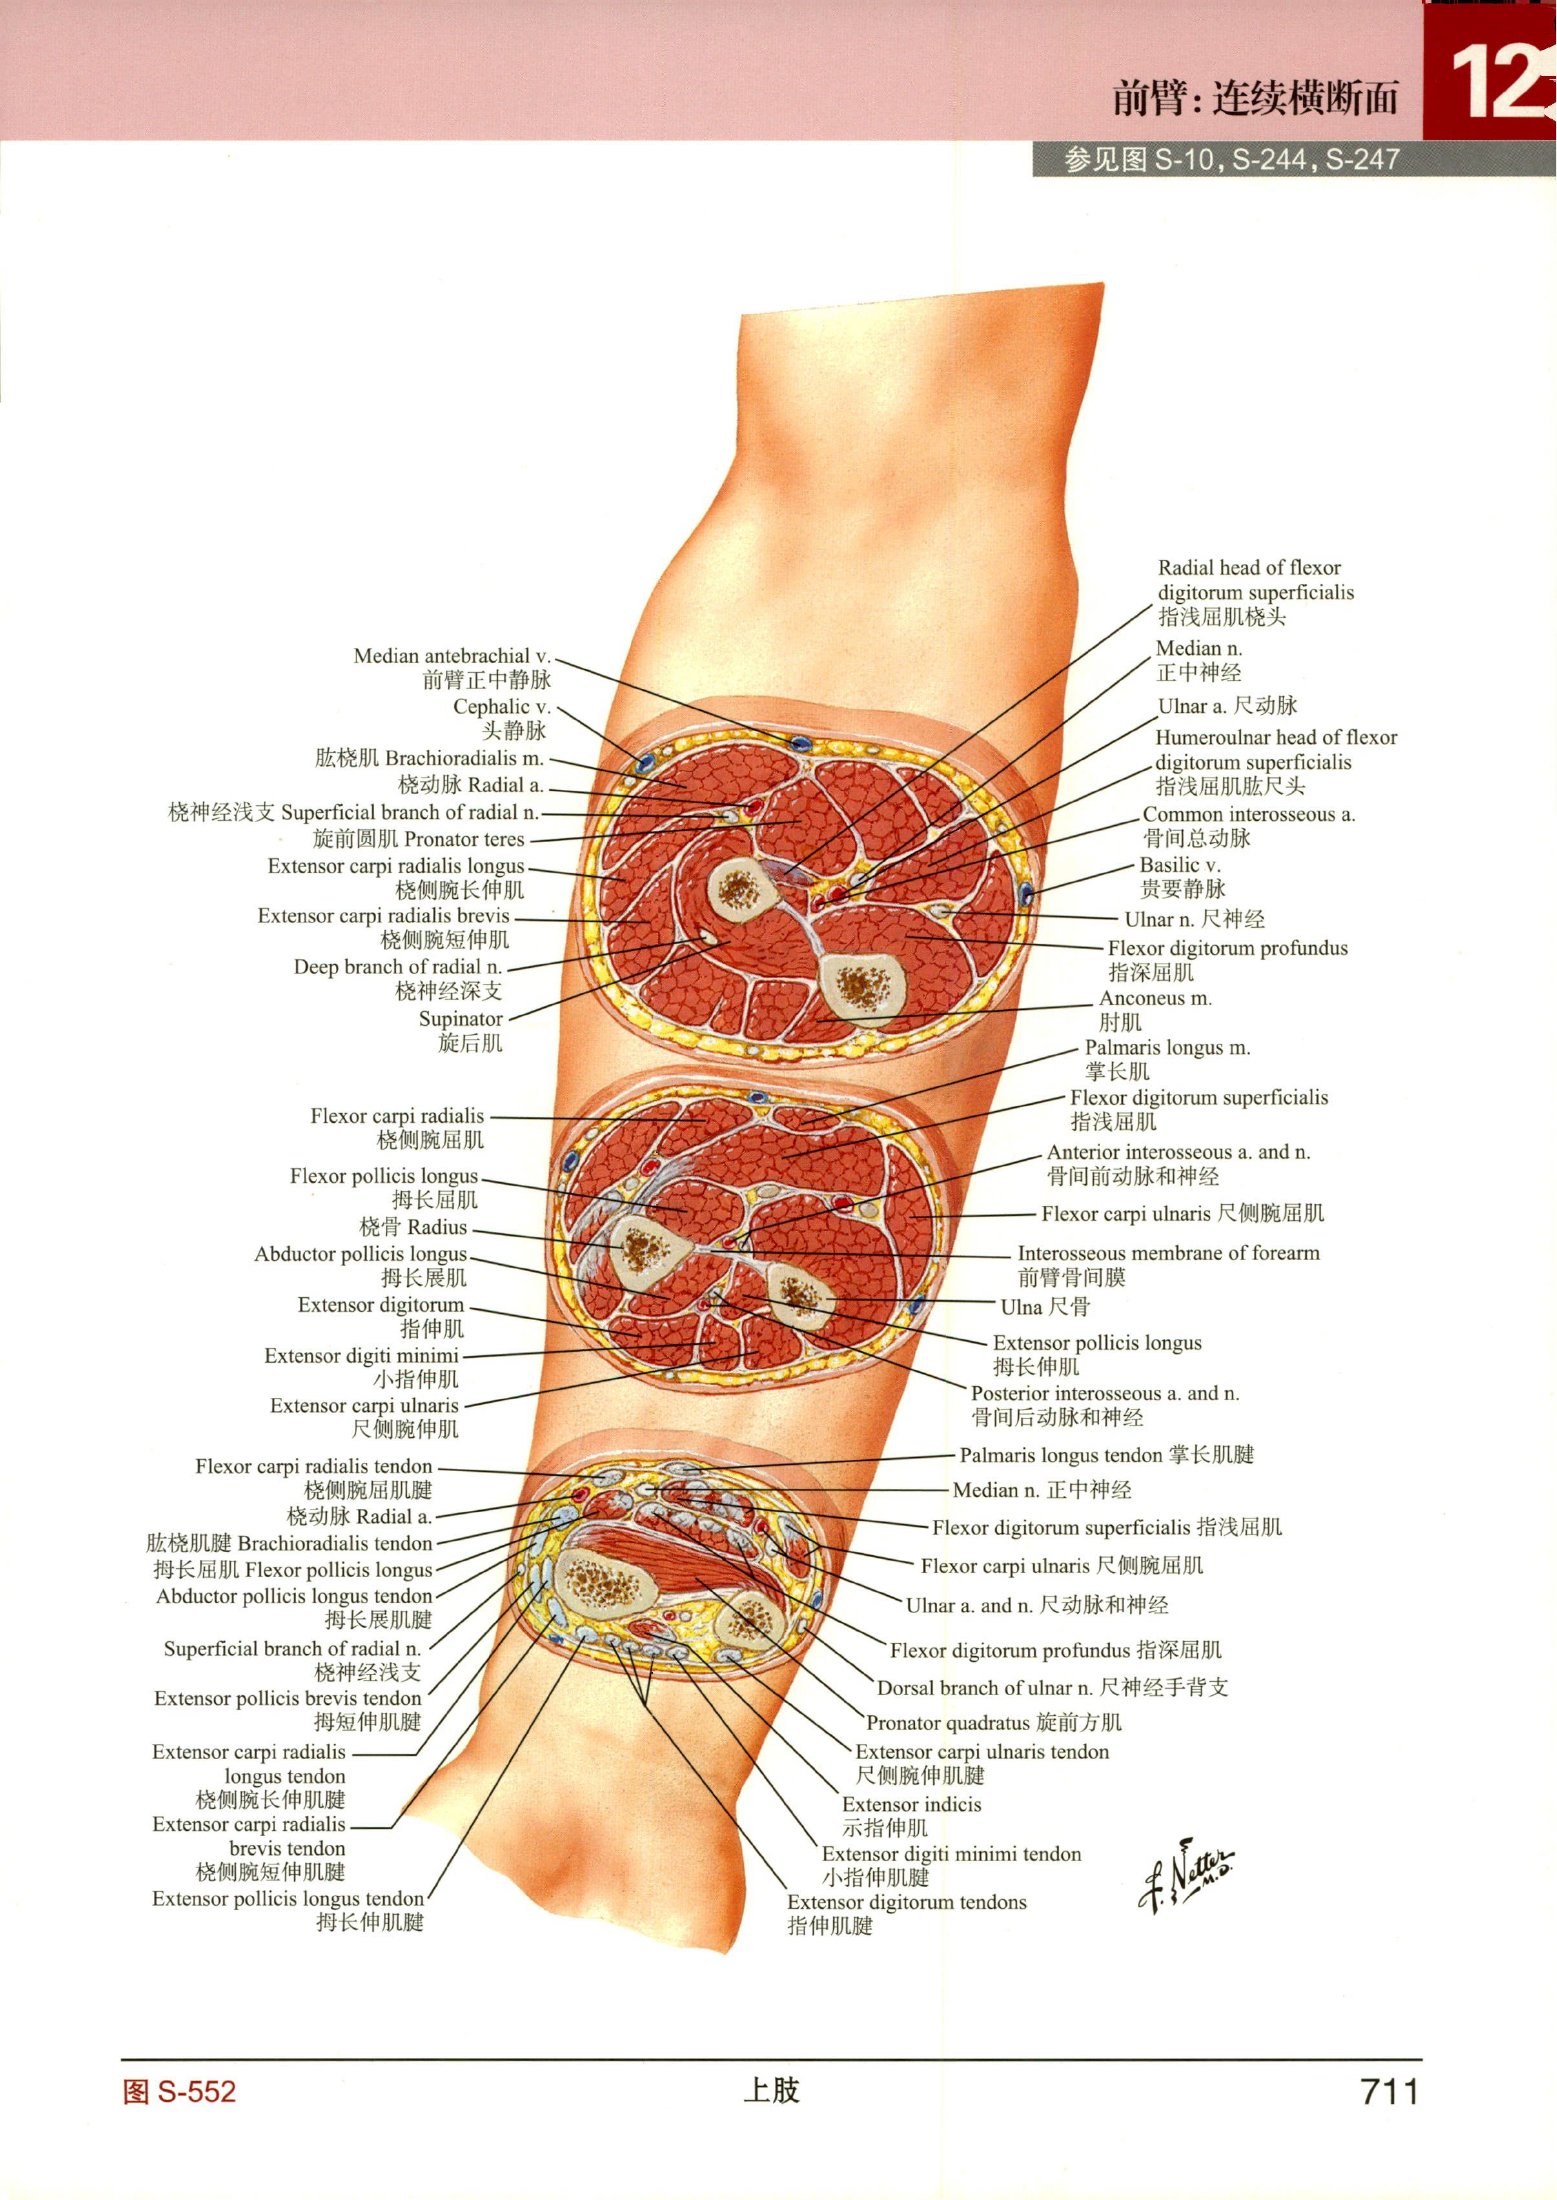 前臂：连续横断面
12
参见图 S-10, S-244, S-247
Median antebrachial v.
前臂正中静脉
Cephalic v.
头静脉
肱桡肌 Brachioradialis m.
桡动脉 Radial a.
桡神经浅支 Superficial branch of radial n.
旋前圆肌 Pronator teres
Extensor carpi radialis longus
桡侧腕长伸肌
Extensor carpi radialis brevis
桡侧腕短伸肌
Deep branch of radial n.
桡神经深支
Supinator
旋后肌
Flexor carpi radialis
桡侧腕屈肌
Flexor pollicis longus
拇长屈肌
桡骨 Radius
Abductor pollicis longus
拇长展肌
Extensor digitorum
指伸肌
Extensor digiti minimi
小指伸肌
Extensor carpi ulnaris
尺侧腕伸肌
Flexor carpi radialis tendon
桡侧腕屈肌腱
桡动脉 Radial a.
肱桡肌腱 Brachioradialis tendon
拇长屈肌 Flexor pollicis longus
Abductor pollicis longus tendon
拇长展肌腱
Superficial branch of radial n.
桡神经浅支
Extensor pollicis brevis tendon
拇短伸肌腱
Extensor carpi radialis
longus tendon
桡侧腕长伸肌腱
Extensor carpi radialis
brevis tendon
桡侧腕短伸肌腱
Extensor pollicis longus tendon
拇长伸肌腱
Radial head of flexor
digitorum superficialis
指浅屈肌桡头
Median n.
正中神经
Ulnar a. 尺动脉
Humeroulnar head of flexor
digitorum superficialis
指浅屈肌肱尺头
Common interosseous a.
骨间总动脉
Basilic v.
贵要静脉
Ulnar n. 尺神经
Flexor digitorum profundus
指深屈肌
Anconeus m.
肘肌
Palmaris longus m.
掌长肌
Flexor digitorum superficialis
指浅屈肌
Anterior interosseous a. and n.
骨间前动脉和神经
Flexor carpi ulnaris 尺侧腕屈肌
Interosseous membrane of forearm
前臂骨间膜
Ulna 尺骨
Extensor pollicis longus
拇长伸肌
Posterior interosseous a. and n.
骨间后动脉和神经
Palmaris longus tendon 掌长肌腱
Median n. 正中神经
Flexor digitorum superficialis 指浅屈肌
Flexor carpi ulnaris 尺侧腕屈肌
Ulnar a. and n. 尺动脉和神经
Flexor digitorum profundus 指深屈肌
Dorsal branch of ulnar n. 尺神经手背支
Pronator quadratus 旋前方肌
Extensor carpi ulnaris tendon
尺侧腕伸肌腱
Extensor indicis
示指伸肌
Extensor digiti minimi tendon
小指伸肌腱
Extensor digitorum tendons
指伸肌腱
F. Netter
M.D.
图 S-552
上肢
711